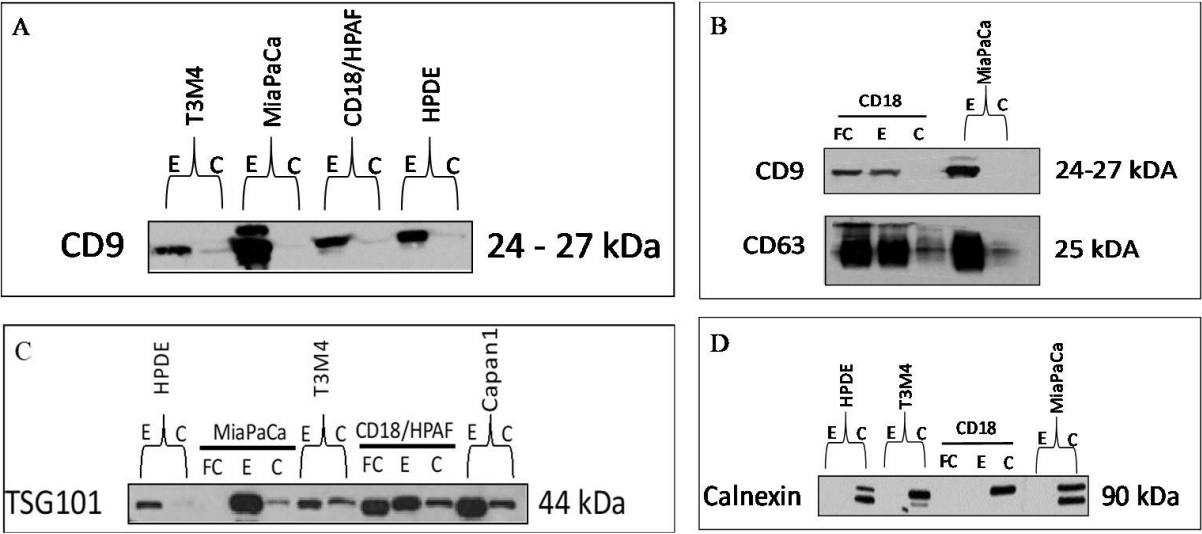 A
T3M4 MiaPaCa CD18/HPAF HPDE
E C E C E C E C
CD9 24 - 27 kDa
B
MiaPaCa
CD18 E C
FC E C
CD9 24-27 kDA
CD63 25 kDA
C
HPDE T3M4 Capan1
E C MiaPaCa E C CD18/HPAF E C
FC E C FC E C
TSG101 44 kDa
D
HPDE T3M4 MiaPaCa
E C E C CD18 E C
FC E C
Calnexin 90 kDa